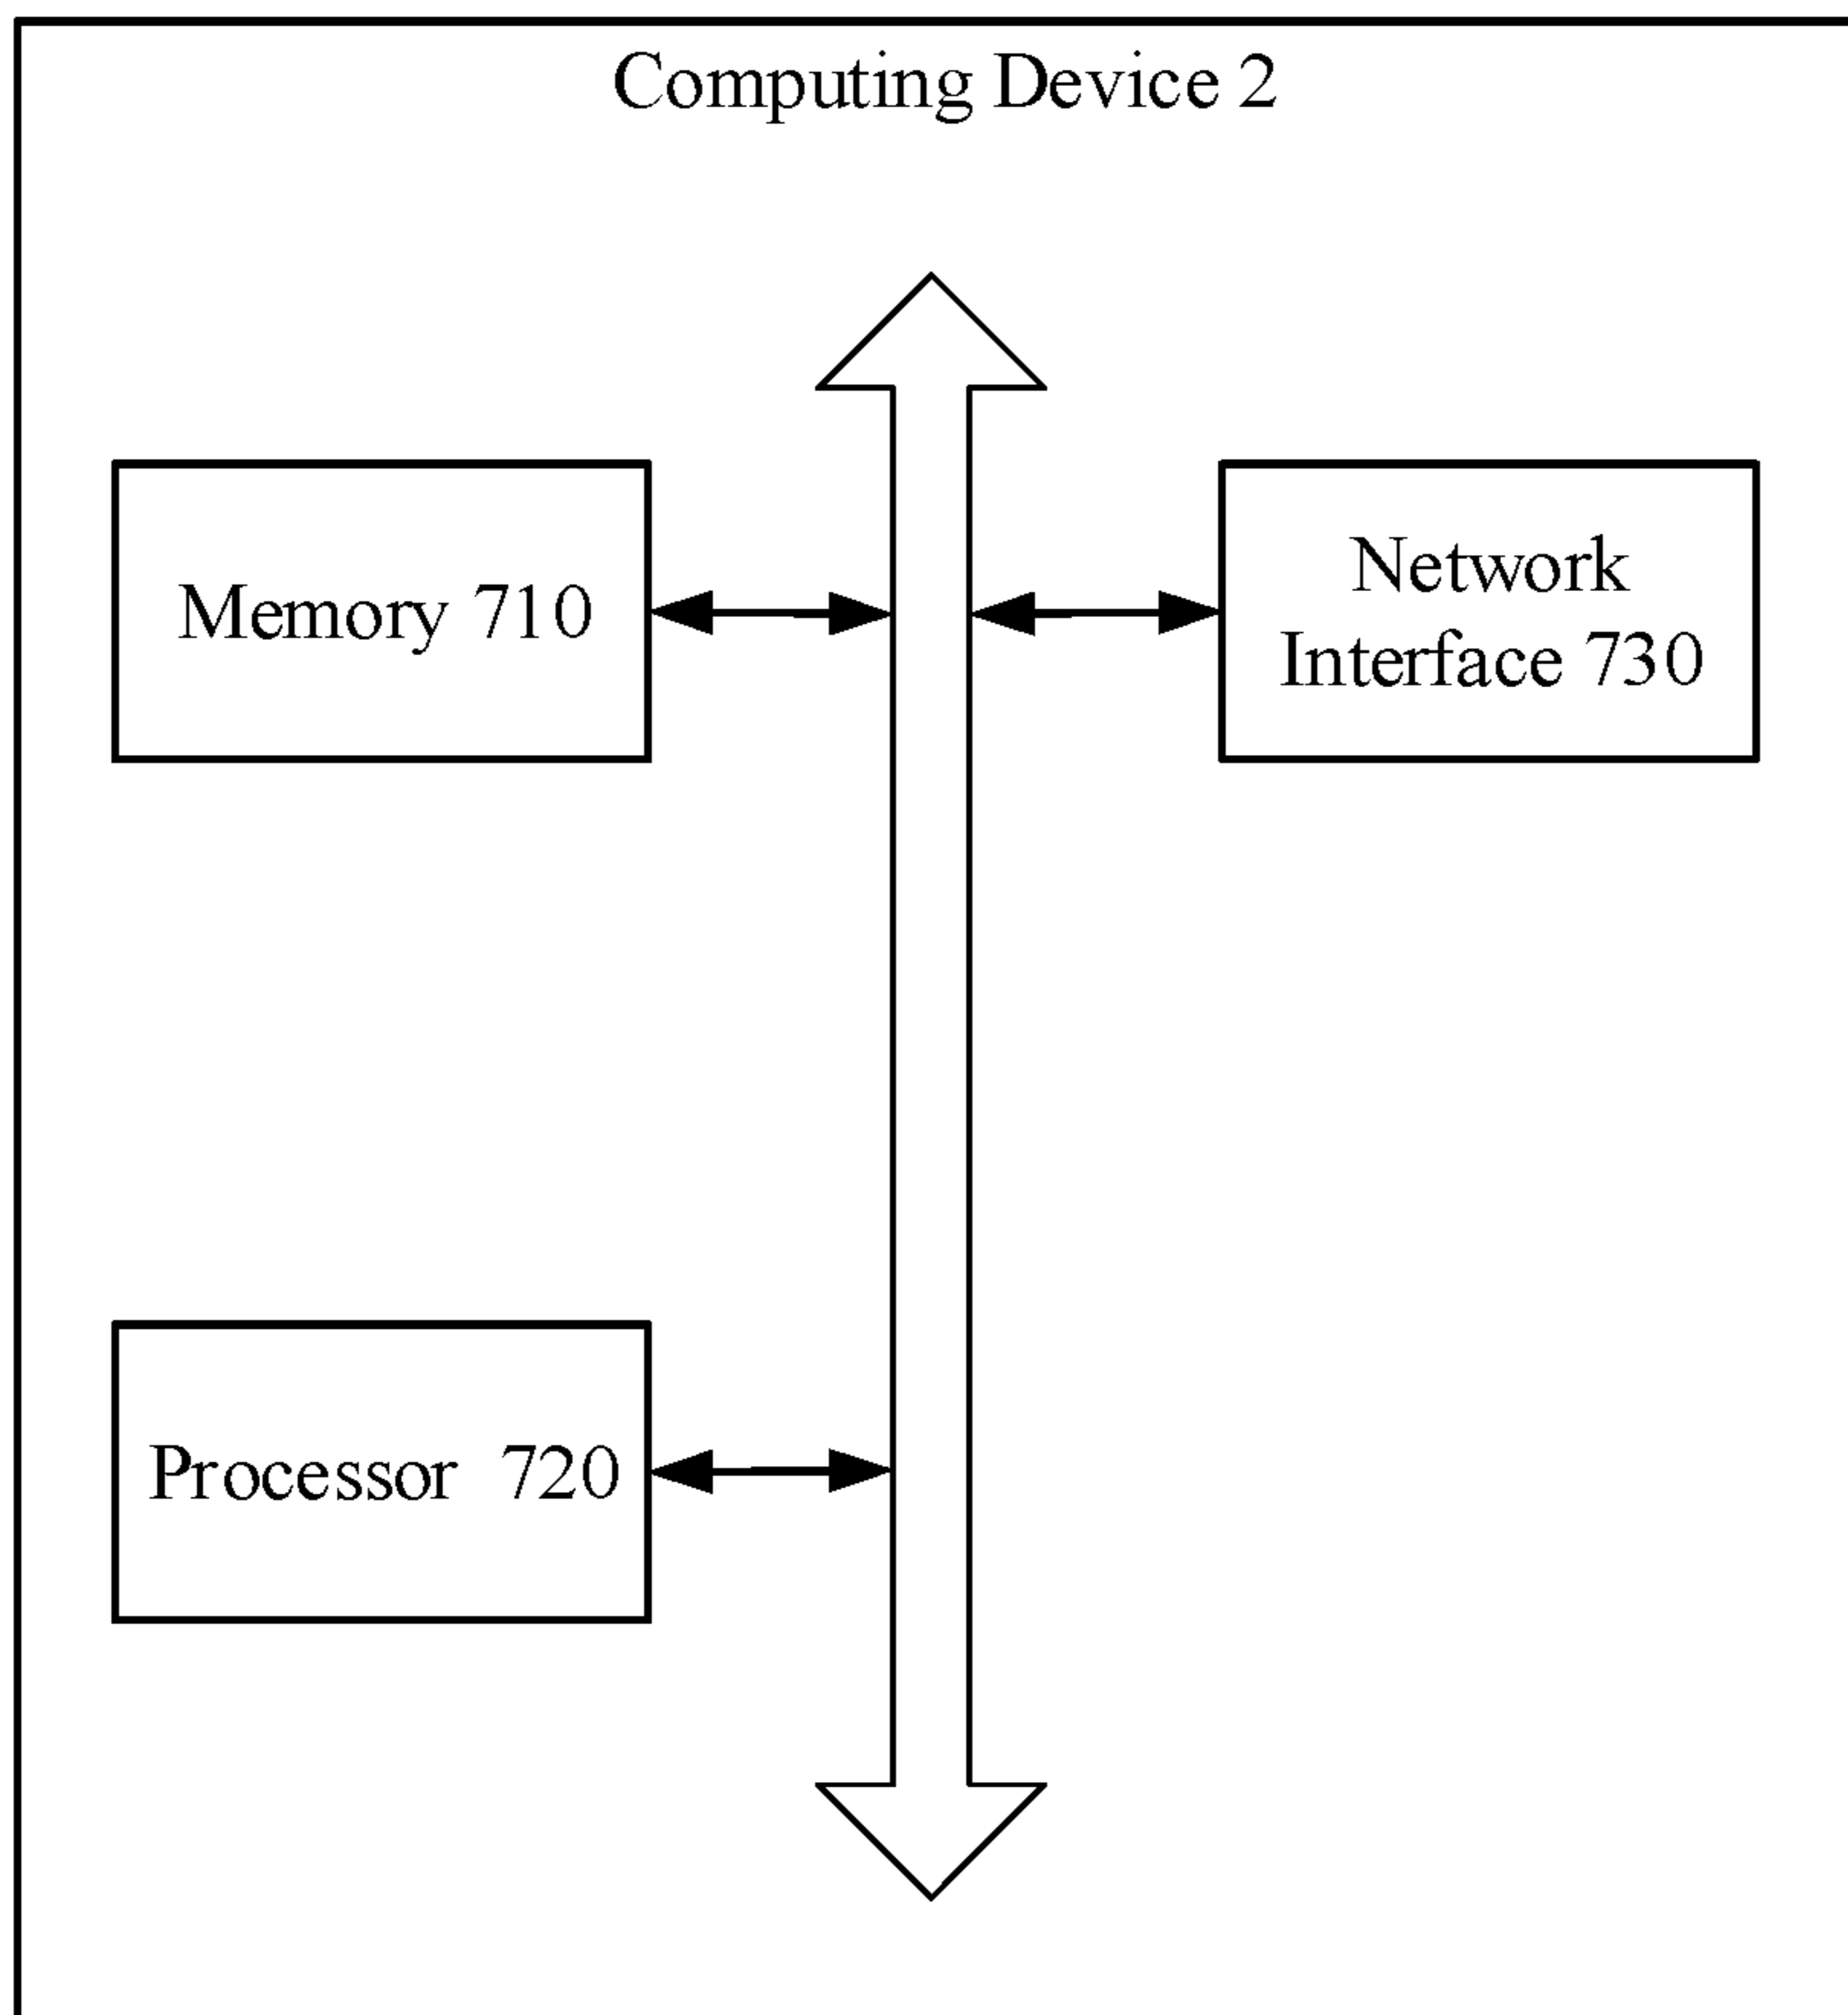 Computing Device 2
Memory 710
Network
Interface 730
Processor 720